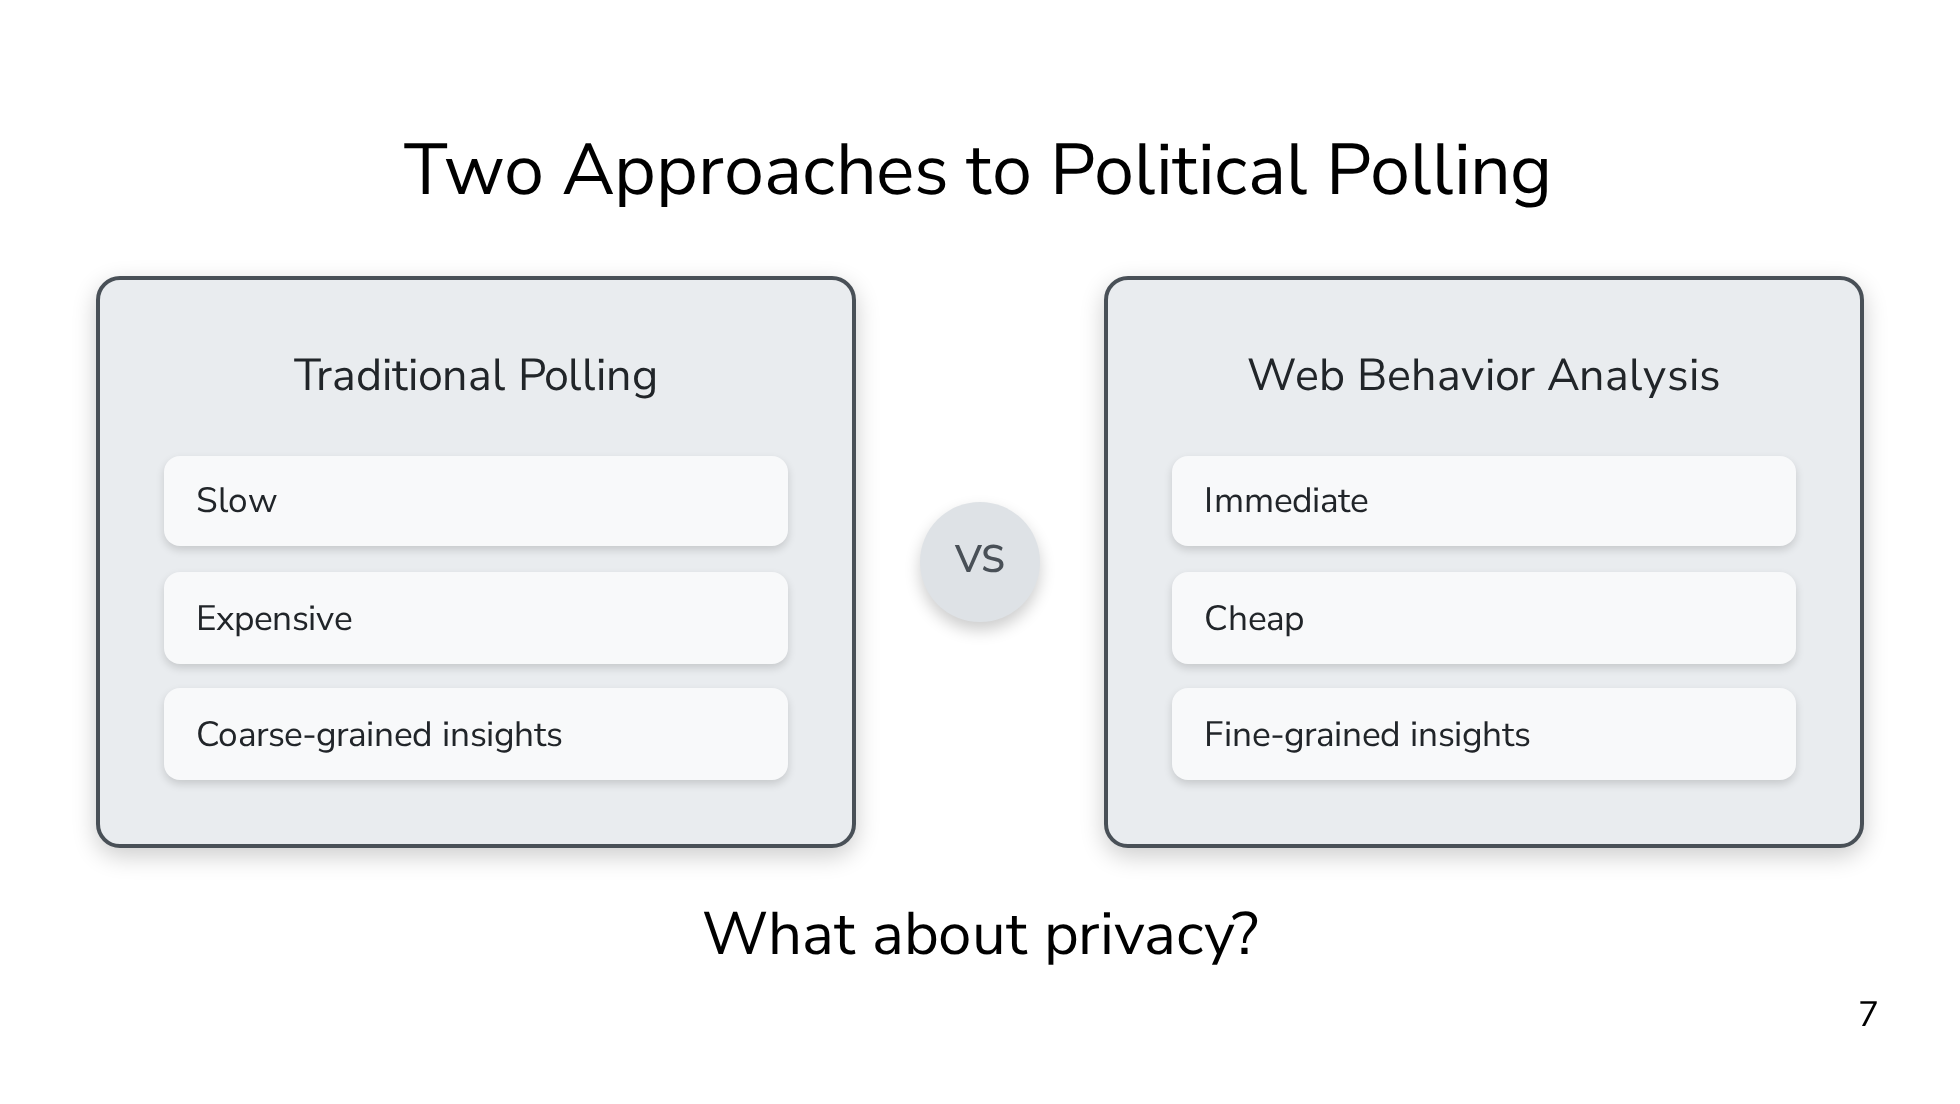 Two Approaches to Political Polling
Traditional Polling
Slow
Expensive
Coarse-grained insights
VS
Web Behavior Analysis
Immediate
Cheap
Fine-grained insights
What about privacy?
7